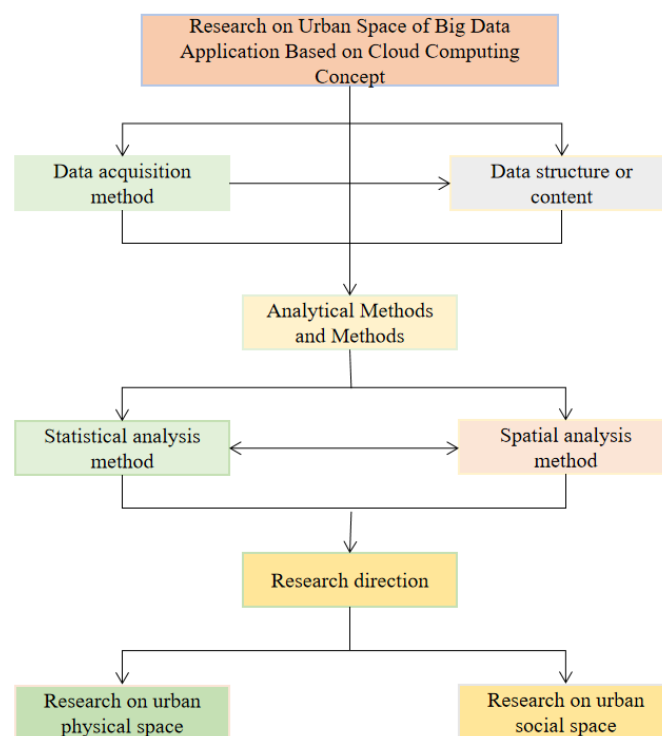 Research on Urban Space of Big Data
Application Based on Cloud Computing
Concept
Data acquisition
method
Data structure or
content
Analytical Methods
and Methods
Statistical analysis
method
Spatial analysis
method
Research direction
Research on urban
physical space
Research on urban
social space